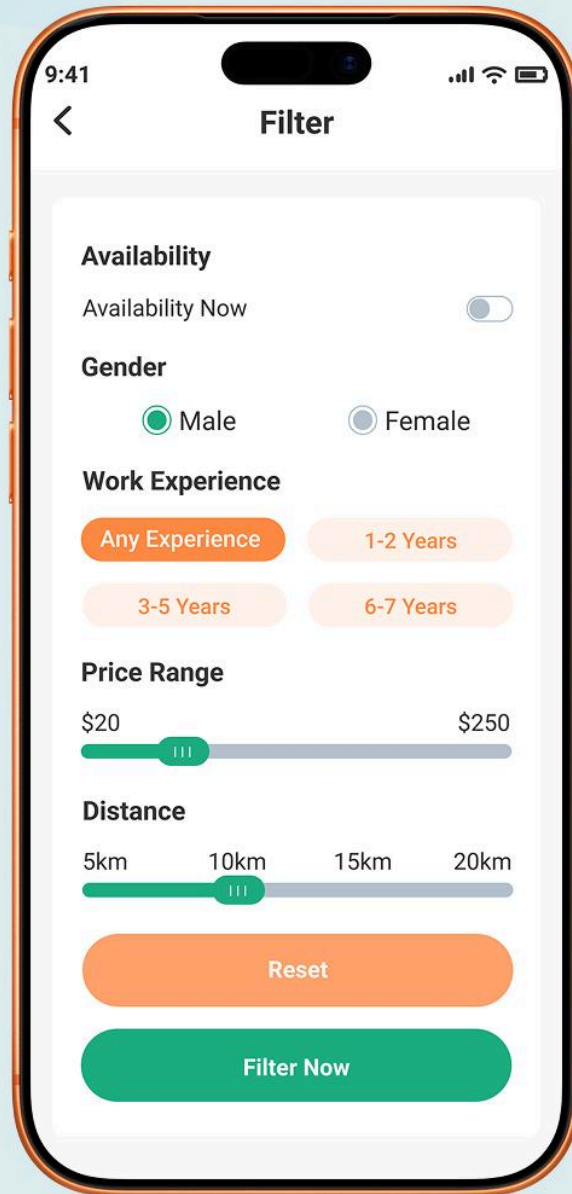 9:41
Filter
Availability
Availability Now
Gender
Male Female
Work Experience
Any Experience 1-2 Years
3-5 Years 6-7 Years
Price Range
$20 $250
Distance
5km 10km 15km 20km
Reset
Filter Now